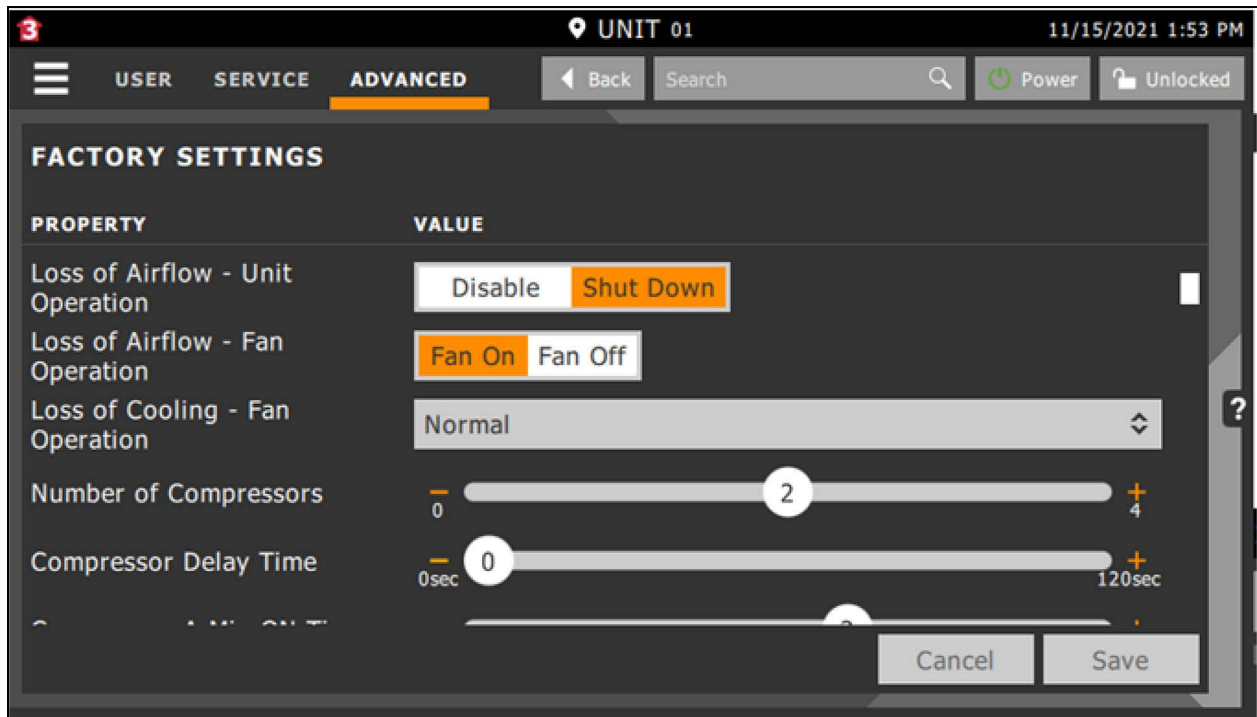 3 UNIT 01 11/15/2021 1:53 PM
USER SERVICE ADVANCED Back Search Power Unlocked
FACTORY SETTINGS
PROPERTY VALUE
Loss of Airflow - Unit
Operation
Disable Shut Down
Loss of Airflow - Fan
Operation
Fan On Fan Off
Loss of Cooling - Fan
Operation
Normal
?
Number of Compressors
2
0 4
Compressor Delay Time
0
0sec 120sec
Cancel Save